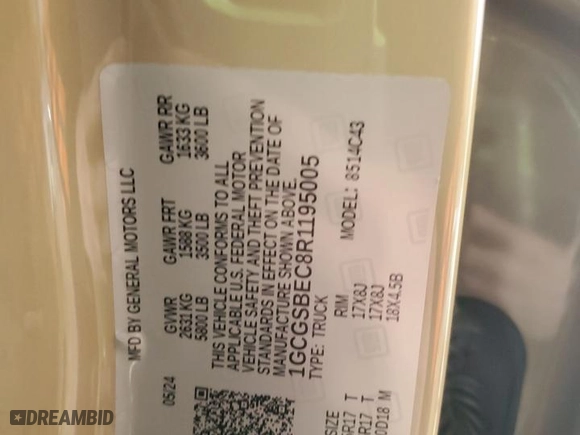 MFD BY GENERAL MOTORS LLC
05/24
GVWR GAWR FRT GAWR RR
2631 KG 1588 KG 1633 KG
5800 LB 3500 LB 3600 LB
THIS VEHICLE CONFORMS TO ALL
APPLICABLE U.S. FEDERAL MOTOR
VEHICLE SAFETY AND THEFT PREVENTION
STANDARDS IN EFFECT ON THE DATE OF
MANUFACTURE SHOWN ABOVE.
1GCGSBEC8R1195005
TYPE: TRUCK MODEL: 8514C43
SIZE RIM
R17 T 17X8J
R17 T 17X8J
0D18 M 18X4.5B
DREAMBID